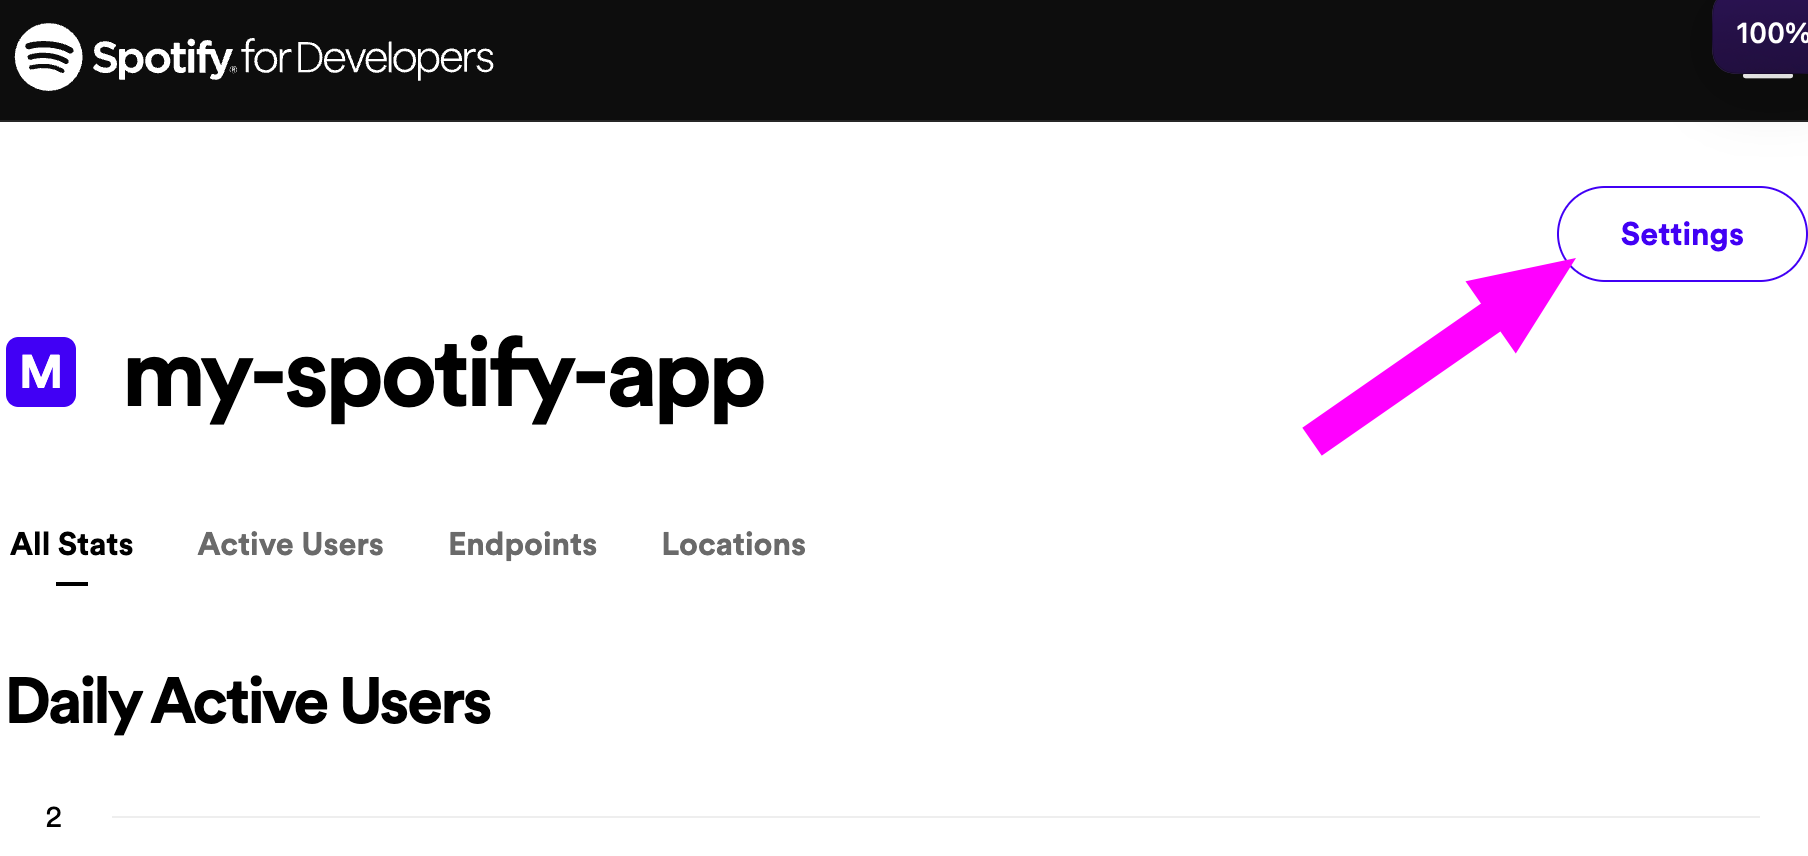 Spotify® for Developers
100%
Settings
M
my-spotify-app
All Stats Active Users Endpoints Locations
Daily Active Users
2